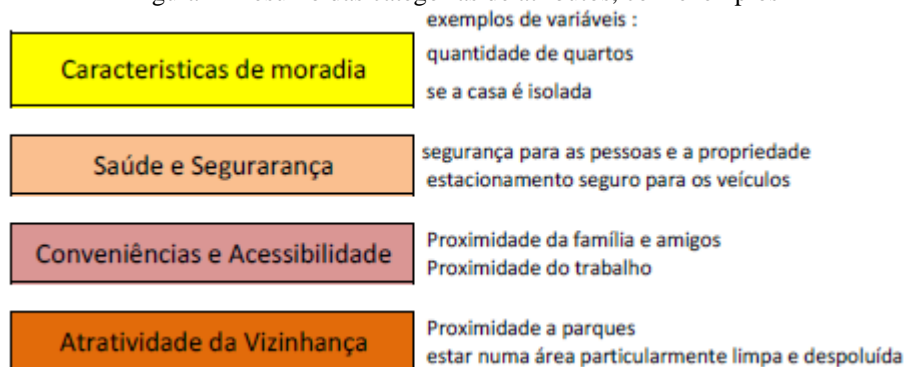 exemplos de variáveis :
Caracteristicas de moradia
quantidade de quartos
se a casa é isolada
Saúde e Segurarança
segurança para as pessoas e a propriedade
estacionamento seguro para os veículos
Conveniências e Acessibilidade
Proximidade da família e amigos
Proximidade do trabalho
Atratividade da Vizinhança
Proximidade a parques
estar numa área particularmente limpa e despoluída